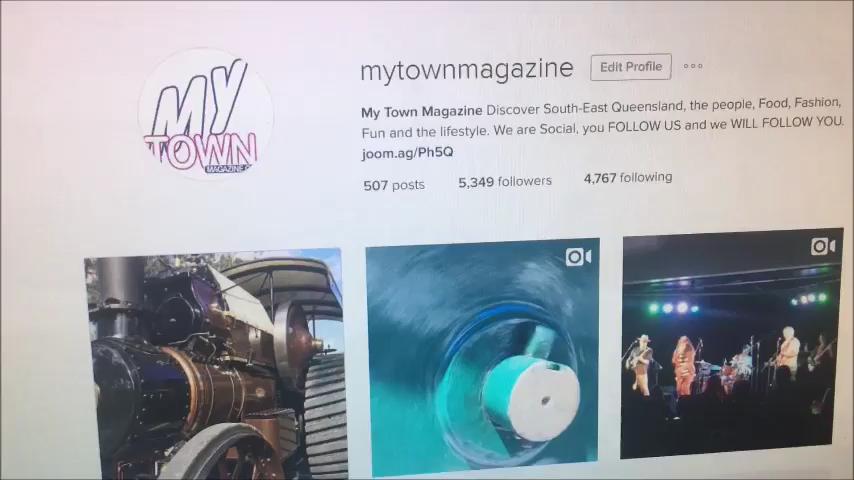 MY
TOWN
MAGAZINE
mytownmagazine Edit Profile
My Town Magazine Discover South-East Queensland, the people, Food, Fashion,
Fun and the lifestyle. We are Social, you FOLLOW US and we WILL FOLLOW YOU.
joom.ag/Ph5Q
507 posts 5,349 followers 4,767 following